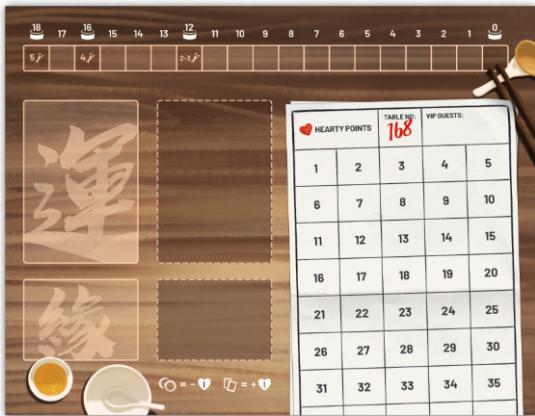 18 17 16 15 14 13 12 11 10 9 8 7 6 5 4 3 2 1 0
5 4 2-3
運
緣
= - 1 = + 1
HEARTY POINTS TABLE NO: 168 VIP GUESTS:
1 2 3 4 5
6 7 8 9 10
11 12 13 14 15
16 17 18 19 20
21 22 23 24 25
26 27 28 29 30
31 32 33 34 35